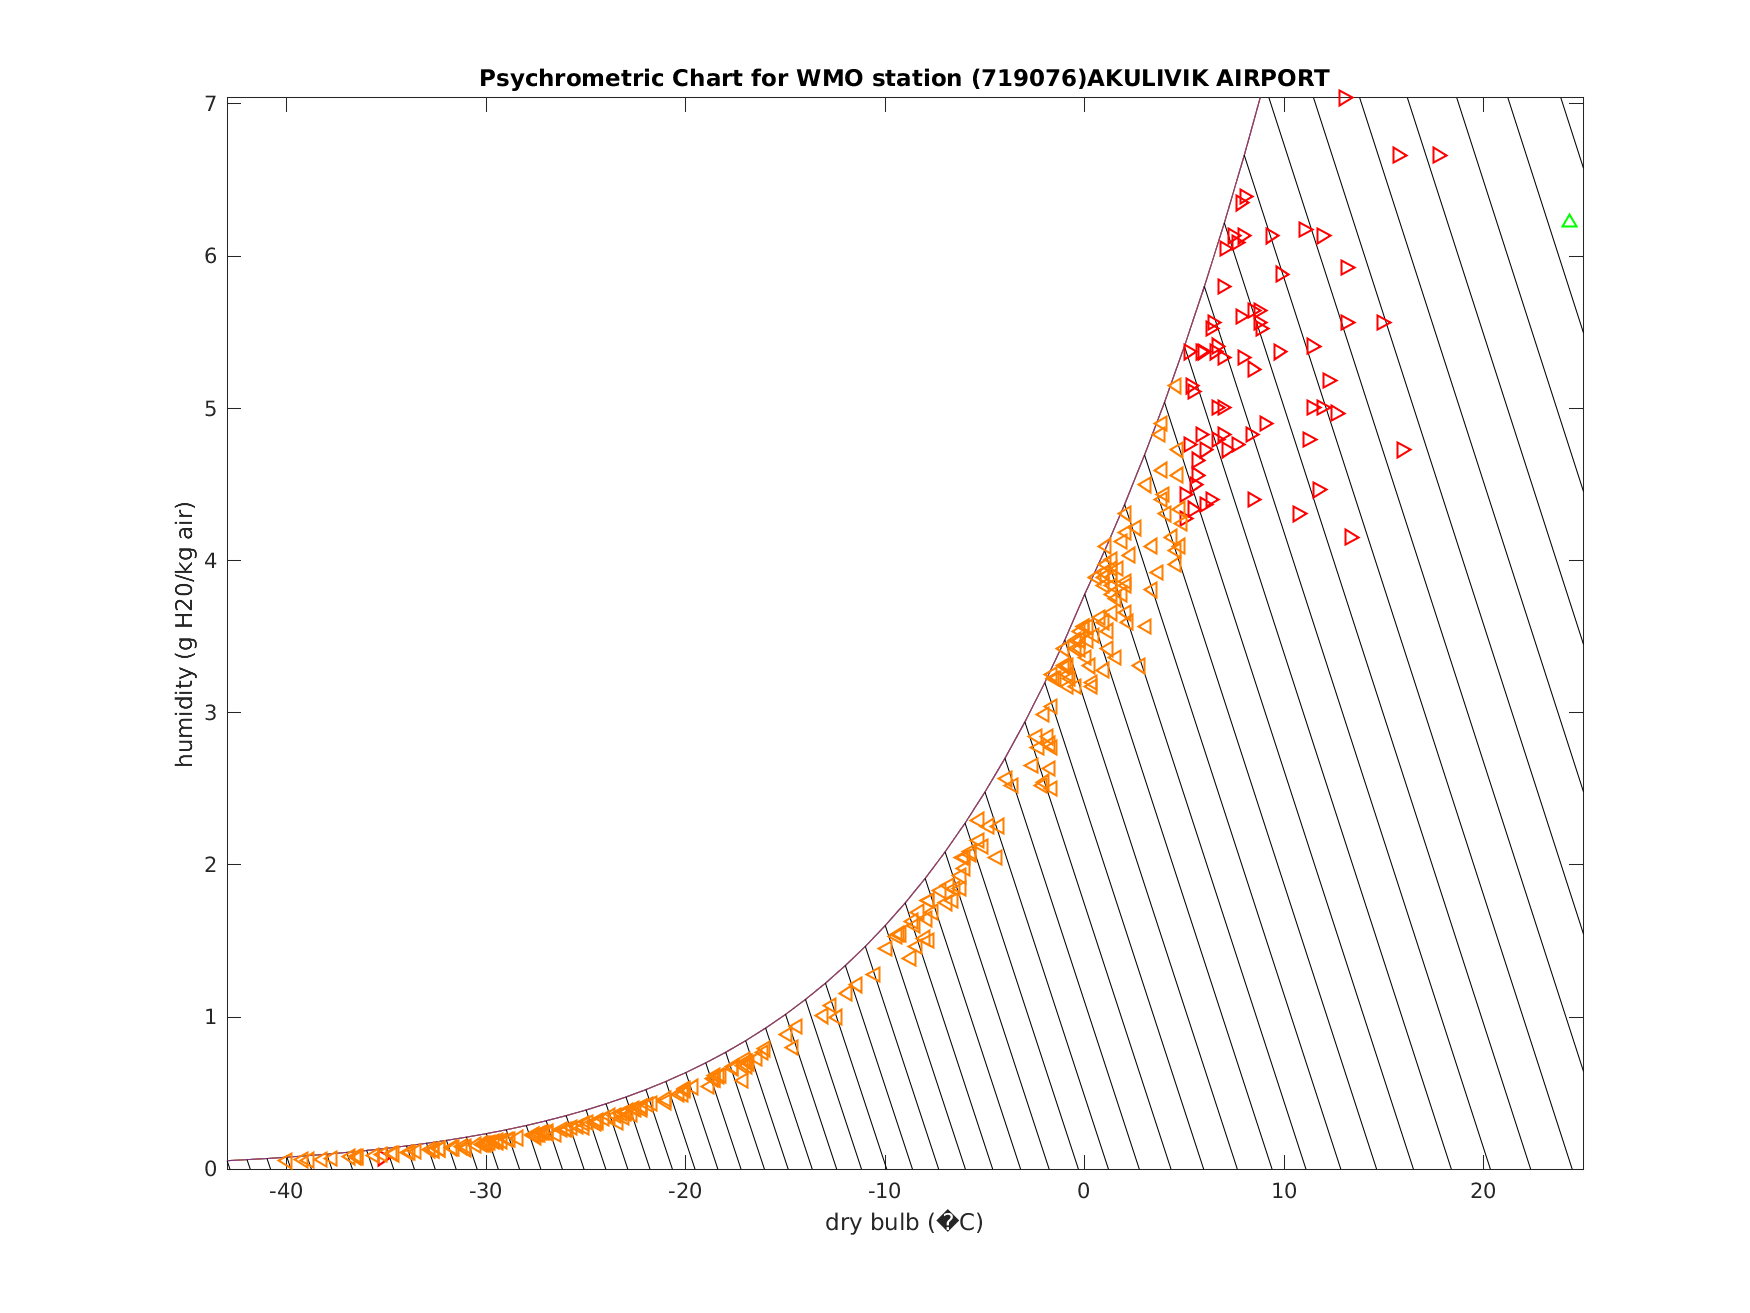 Psychrometric Chart for WMO station (719076)AKULIVIK AIRPORT
7
6
5
4
3
2
1
0
humidity (g H20/kg air)
-40 -30 -20 -10 0 10 20
dry bulb (�C)